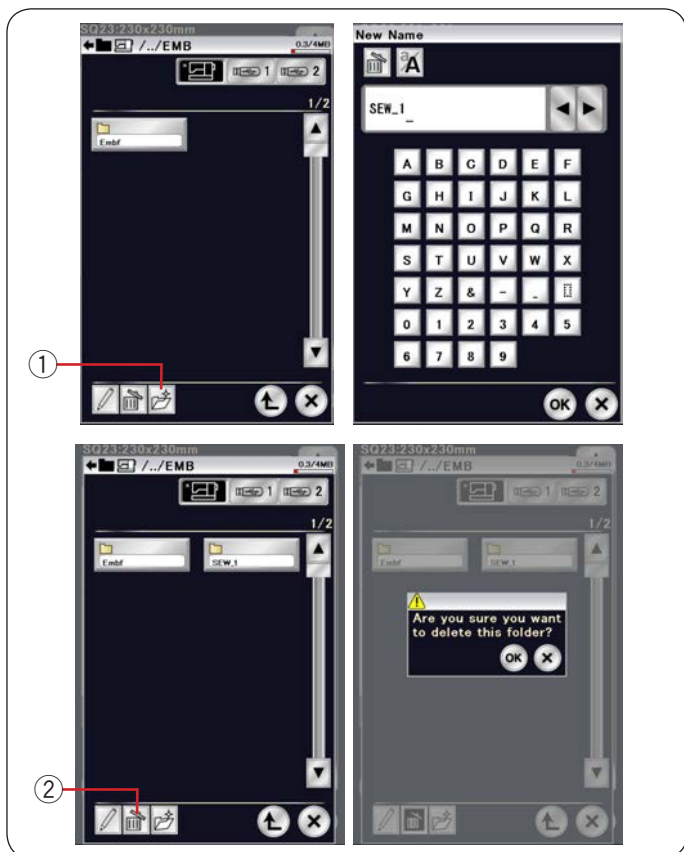 SQ23:230x230mm
/../EMB
0.3/4MB
1
2
1/2
Embf
①
New Name
a
A
SEW_1_
A B C D E F
G H I J K L
M N O P Q R
S T U V W X
Y Z & - _
0 1 2 3 4 5
6 7 8 9
OK
SQ23:230x230mm
/../EMB
0.3/4MB
1
2
1/2
Embf
SEW_1
②
SQ23:230x230mm
/../EMB
0.3/4MB
1
2
1/2
Embf
SEW_1
Are you sure you want
to delete this folder?
OK